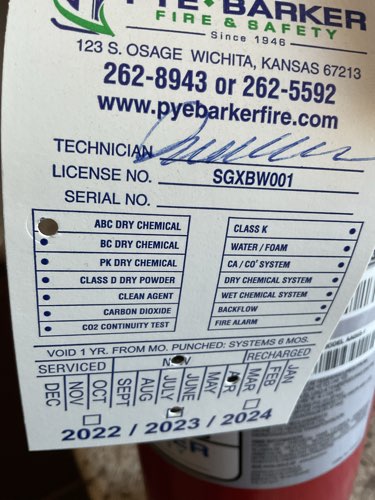 PYE•BARKER
FIRE & SAFETY
Since 1946
123 S. OSAGE WICHITA, KANSAS 67213
262-8943 or 262-5592
www.pyebarkerfire.com
TECHNICIAN
LICENSE NO. SGXBW001
SERIAL NO.
ABC DRY CHEMICAL
BC DRY CHEMICAL
PK DRY CHEMICAL
CLASS D DRY POWDER
CLEAN AGENT
CARBON DIOXIDE
CO2 CONTINUITY TEST
CLASS K
WATER / FOAM
CA / CO² SYSTEM
DRY CHEMICAL SYSTEM
WET CHEMICAL SYSTEM
BACKFLOW
FIRE ALARM
VOID 1 YR. FROM MO. PUNCHED: SYSTEMS 6 MOS.
SERVICED RECHARGED
DEC NOV OCT SEPT AUG JULY JUNE MAY APR MAR FEB JAN
2022 / 2023 / 2024